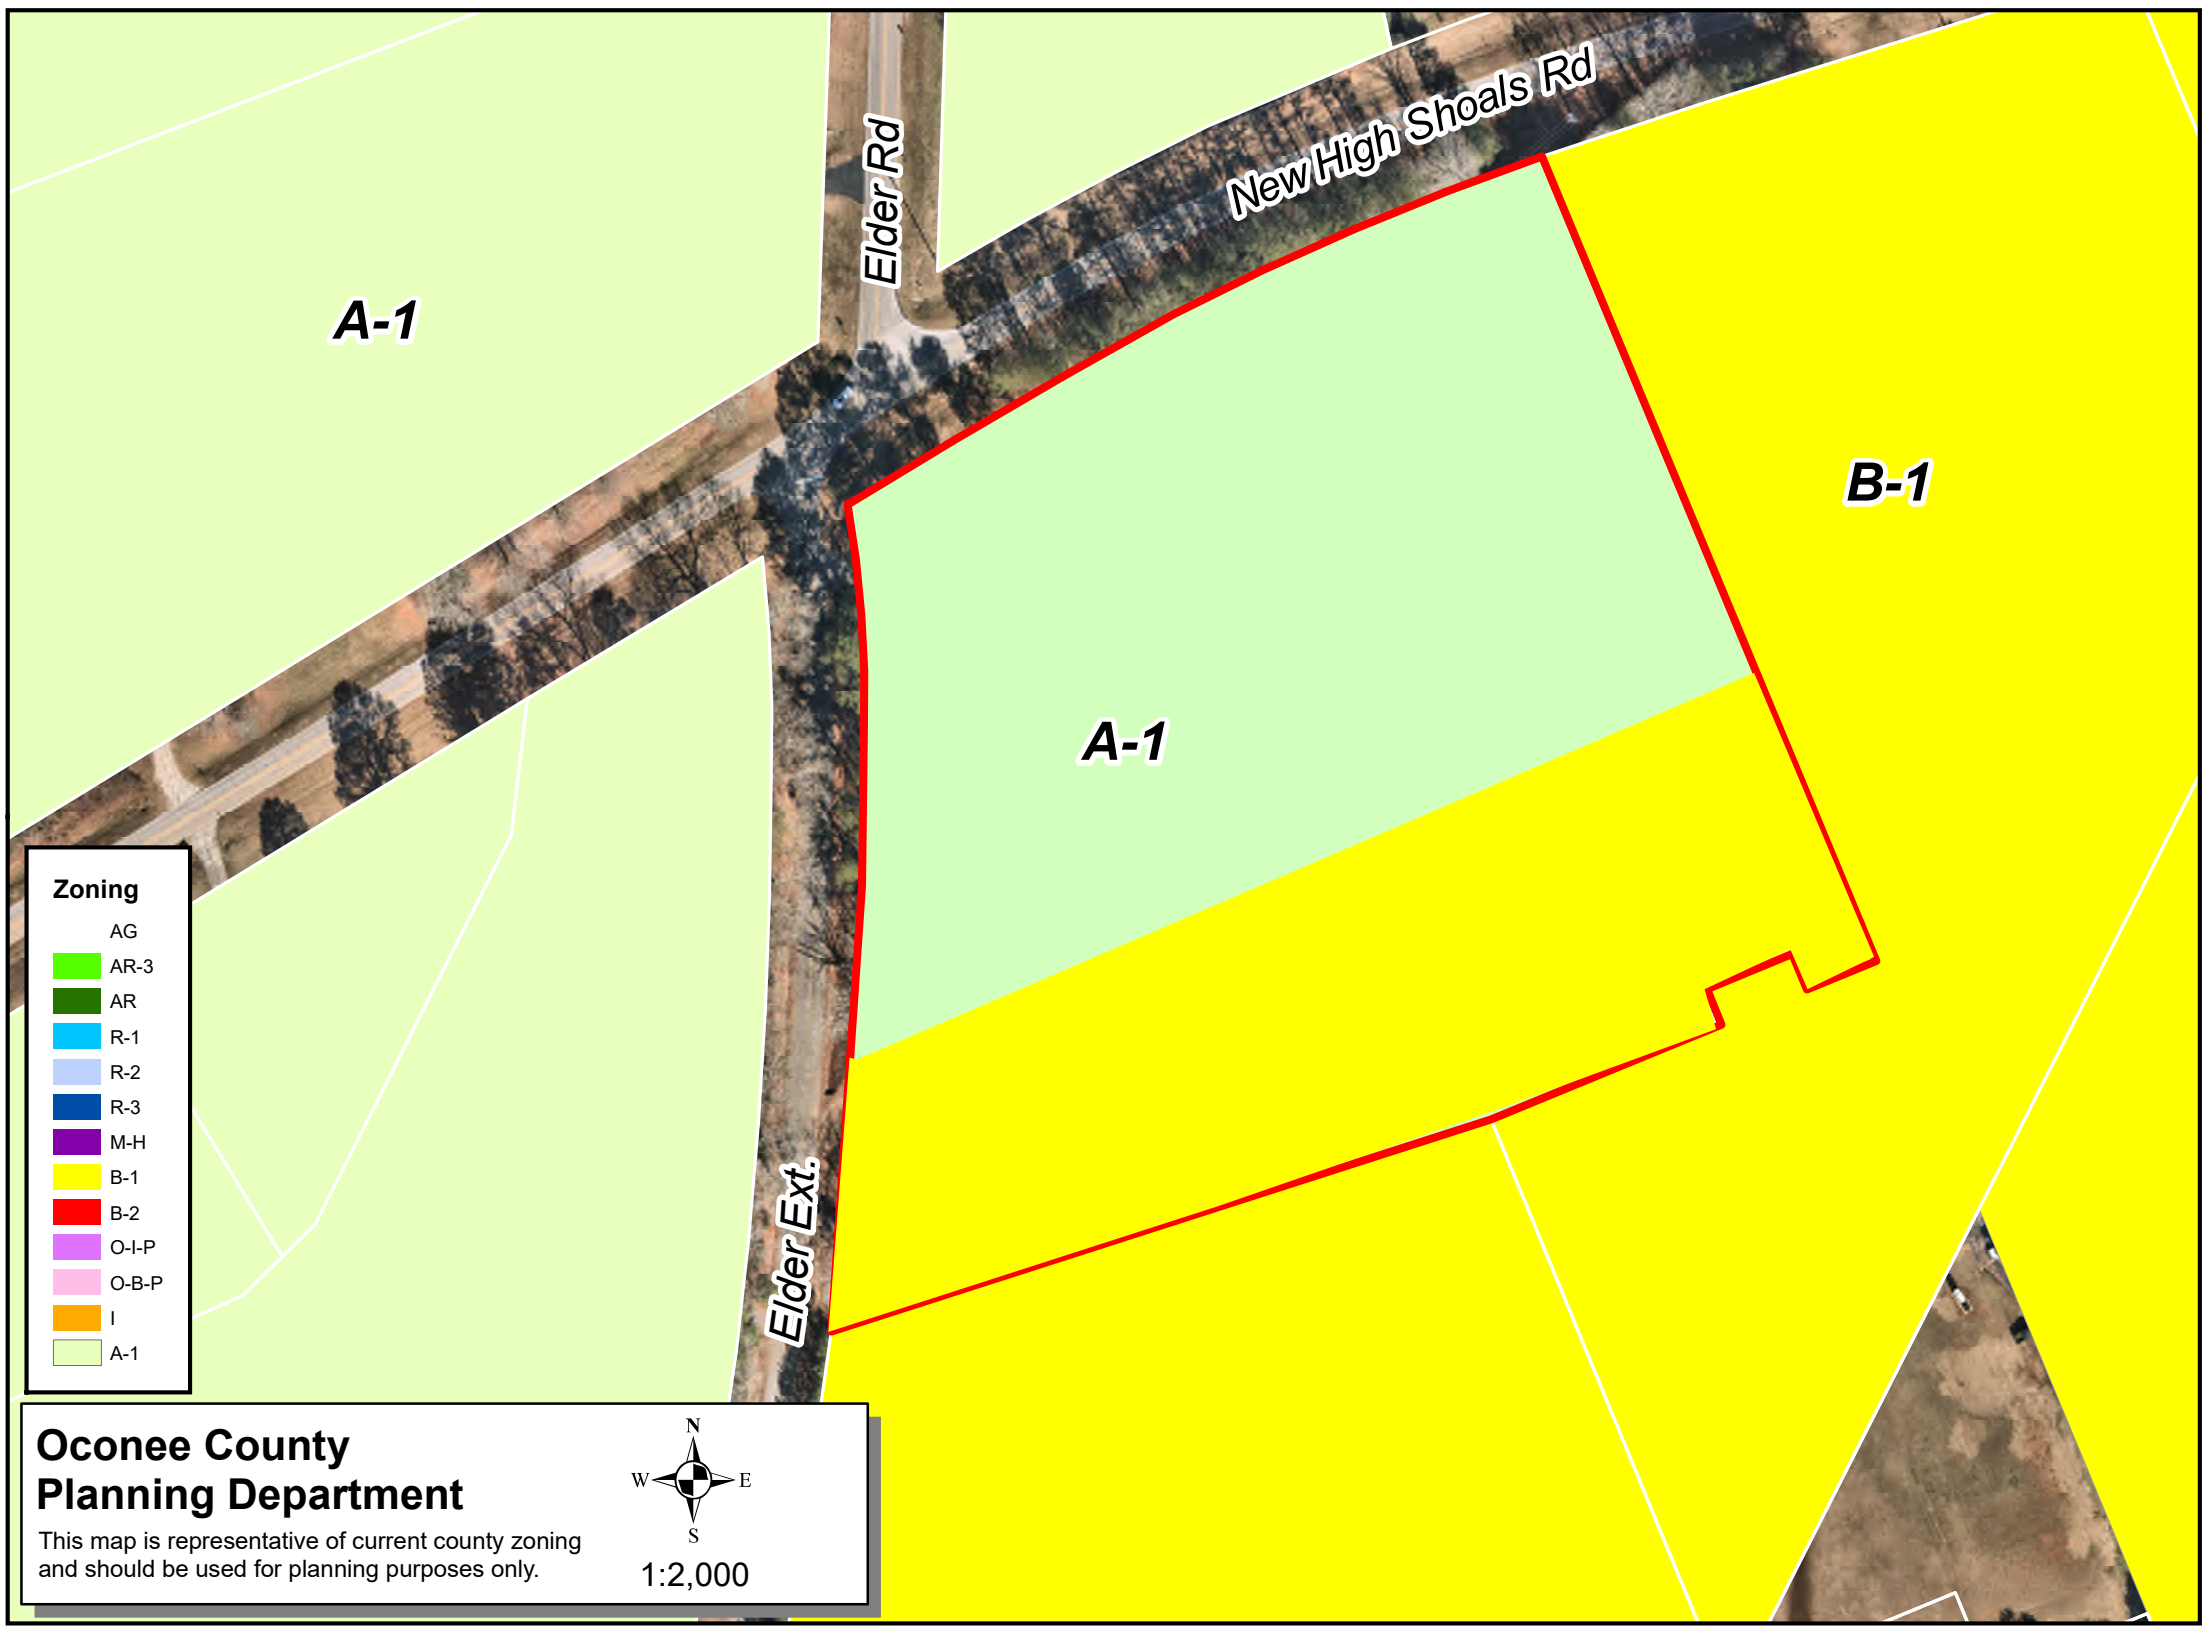 Elder Rd
New High Shoals Rd
A-1
B-1
A-1
Elder Ext.
Zoning
AG
AR-3
AR
R-1
R-2
R-3
M-H
B-1
B-2
O-I-P
O-B-P
I
A-1
Oconee County
Planning Department
This map is representative of current county zoning
and should be used for planning purposes only.
N
W E
S
1:2,000